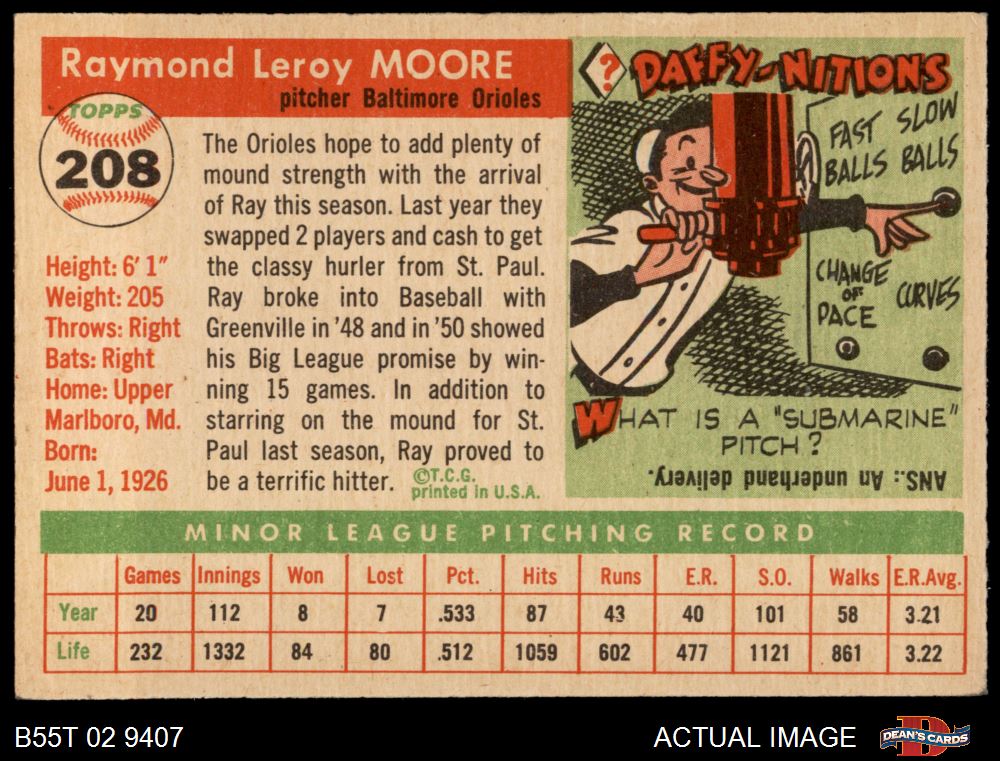 Raymond Leroy MOORE
pitcher Baltimore Orioles
TOPPS
208
Height: 6' 1"
Weight: 205
Throws: Right
Bats: Right
Home: Upper
Marlboro, Md.
Born:
June 1, 1926
The Orioles hope to add plenty of
mound strength with the arrival
of Ray this season. Last year they
swapped 2 players and cash to get
the classy hurler from St. Paul.
Ray broke into Baseball with
Greenville in '48 and in '50 showed
his Big League promise by win-
ning 15 games. In addition to
starring on the mound for St.
Paul last season, Ray proved to
be a terrific hitter.
©T.C.G.
printed in U.S.A.
? DAFFY-NITIONS
FAST BALLS
SLOW BALLS
CHANGE OF PACE
CURVES
WHAT IS A "SUBMARINE"
PITCH?
ANS.: An underhand delivery.
MINOR LEAGUE PITCHING RECORD
Games Innings Won Lost Pct. Hits Runs E.R. S.O. Walks E.R.Avg.
Year 20 112 8 7 .533 87 43 40 101 58 3.21
Life 232 1332 84 80 .512 1059 602 477 1121 861 3.22
B55T 02 9407
ACTUAL IMAGE
D
DEAN'S CARDS